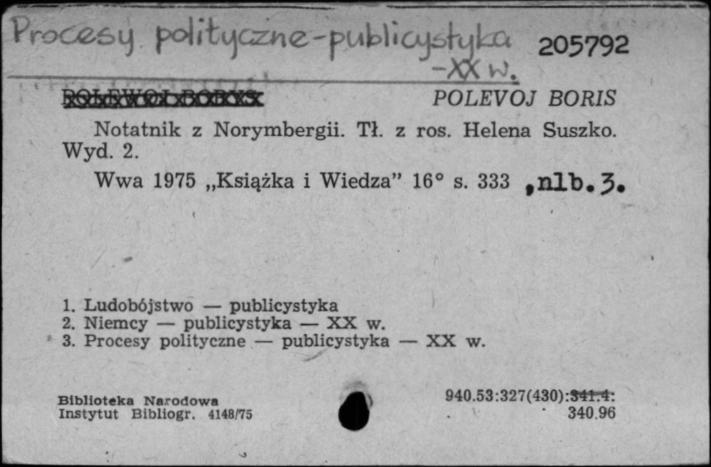 Procesy polityczne - publicystyka 205792
- XX w.
POLEWOJ BORYS POLEVOJ BORIS
Notatnik z Norymbergii. Tł. z ros. Helena Suszko.
Wyd. 2.
Wwa 1975 „Książka i Wiedza” 16° s. 333 , nlb. 3.
1. Ludobójstwo — publicystyka
2. Niemcy — publicystyka — XX w.
3. Procesy polityczne — publicystyka — XX w.
Biblioteka Narodowa 940.53:327(430):341.4:
Instytut Bibliogr. 4148/75 340.96